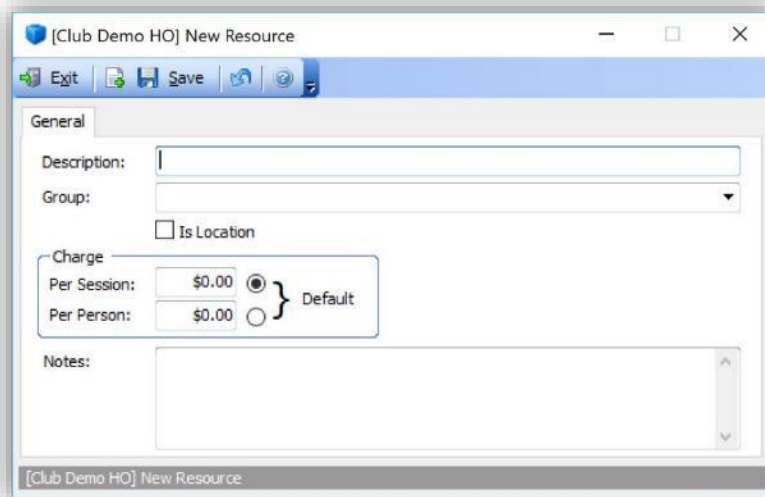 [Club Demo HO] New Resource
Exit Save
General
Description:
Group:
Is Location
Charge
Per Session: $0.00
Per Person: $0.00
Default
Notes:
[Club Demo HO] New Resource